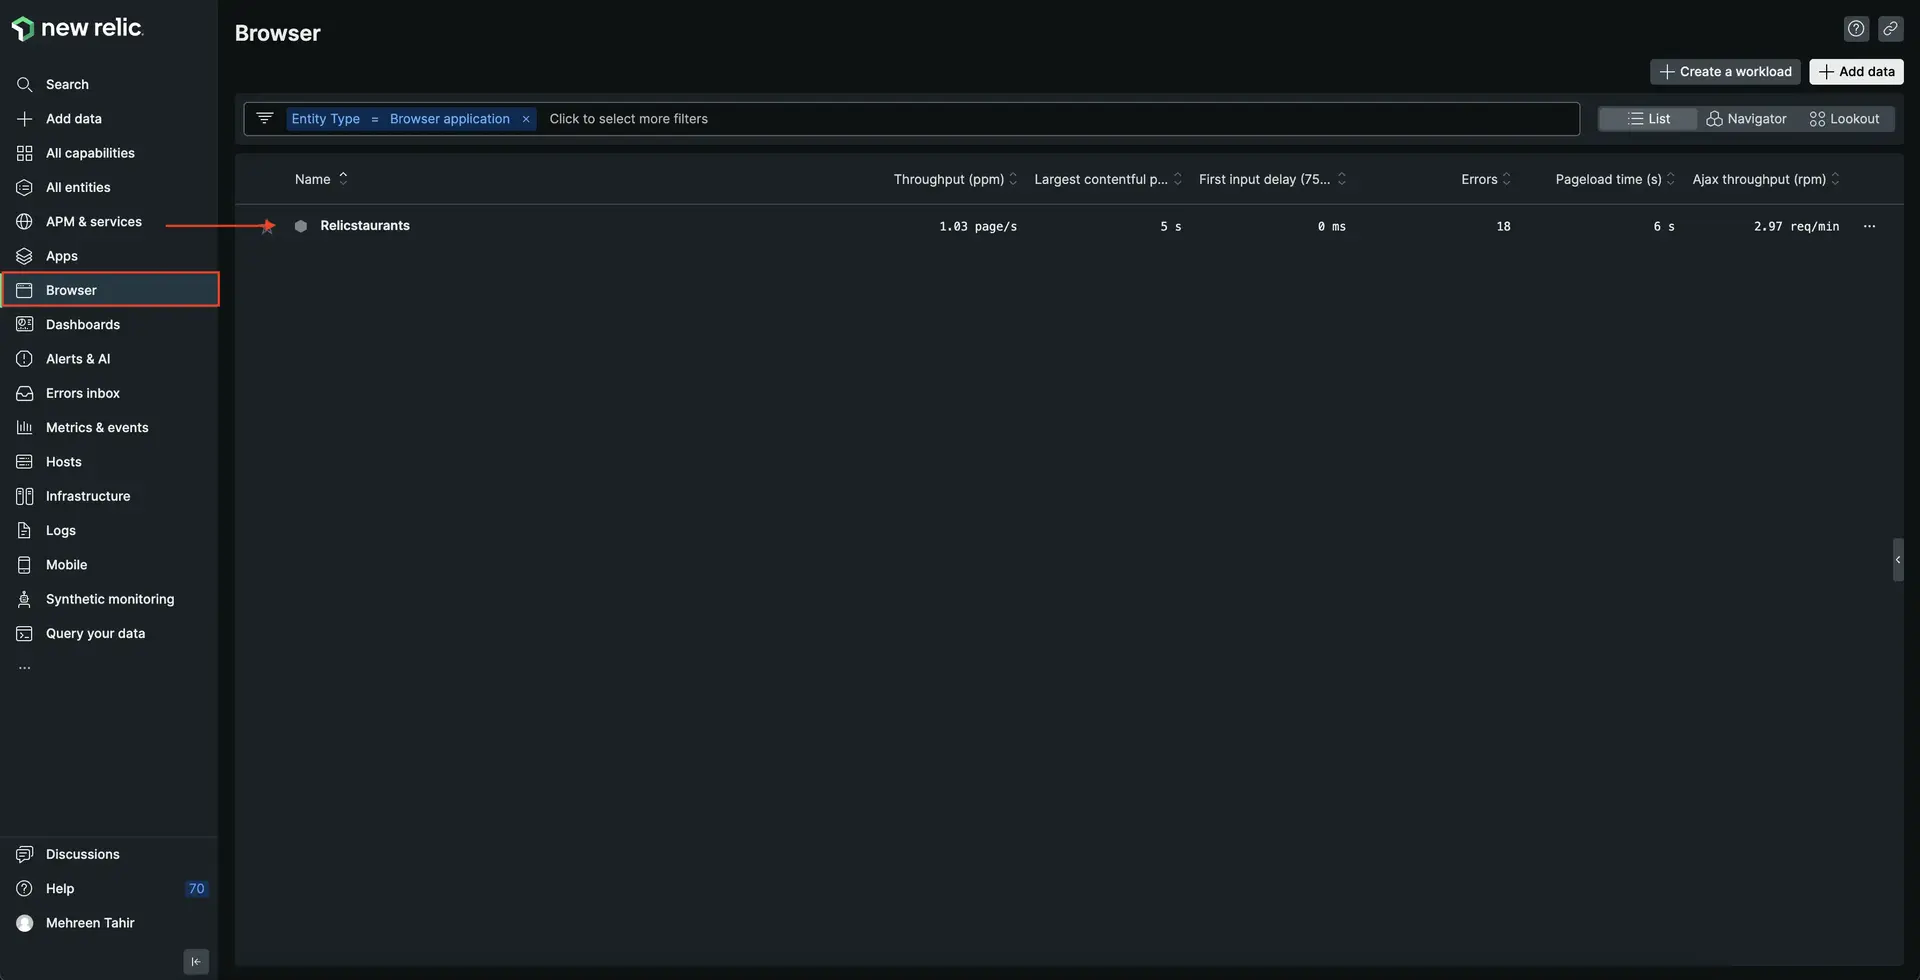 new relic.
Search
Add data
All capabilities
All entities
APM & services
Apps
Browser
Dashboards
Alerts & AI
Errors inbox
Metrics & events
Hosts
Infrastructure
Logs
Mobile
Synthetic monitoring
Query your data
...
Discussions
Help 70
Mehreen Tahir
Browser
Create a workload Add data
Entity Type = Browser application × Click to select more filters List Navigator Lookout
Name Throughput (ppm) Largest contentful p... First input delay (75... Errors Pageload time (s) Ajax throughput (rpm)
Relicstaurants 1.03 page/s 5 s 0 ms 18 6 s 2.97 req/min ...